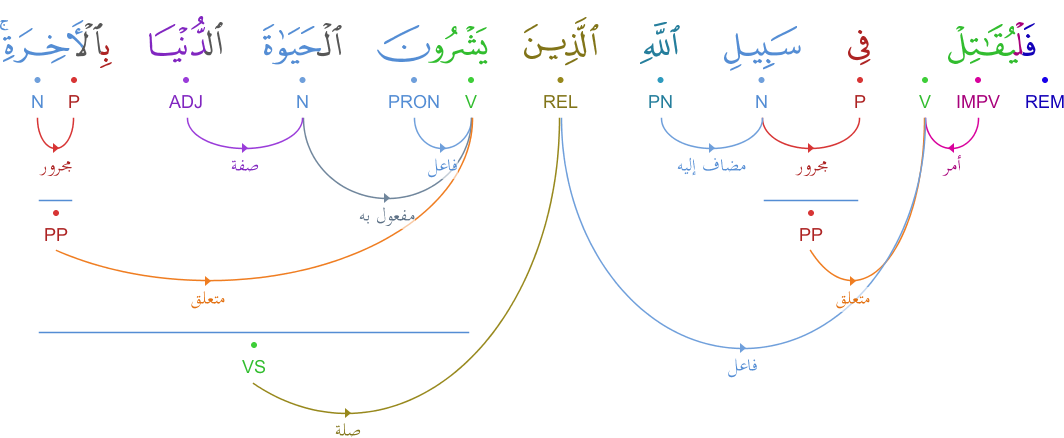 فَلْيُقَٰتِلْ فِى سَبِيلِ ٱللَّهِ ٱلَّذِينَ يَشْرُونَ ٱلْحَيَوٰةَ ٱلدُّنْيَا بِٱلْءَاخِرَةِ ۚ
REM IMPV V P N PN REL V PRON N ADJ P N
أمر مجرور مضاف إليه فاعل صفة مجرور
مفعول به
PP PP
متعلق متعلق
VS فاعل
صلة